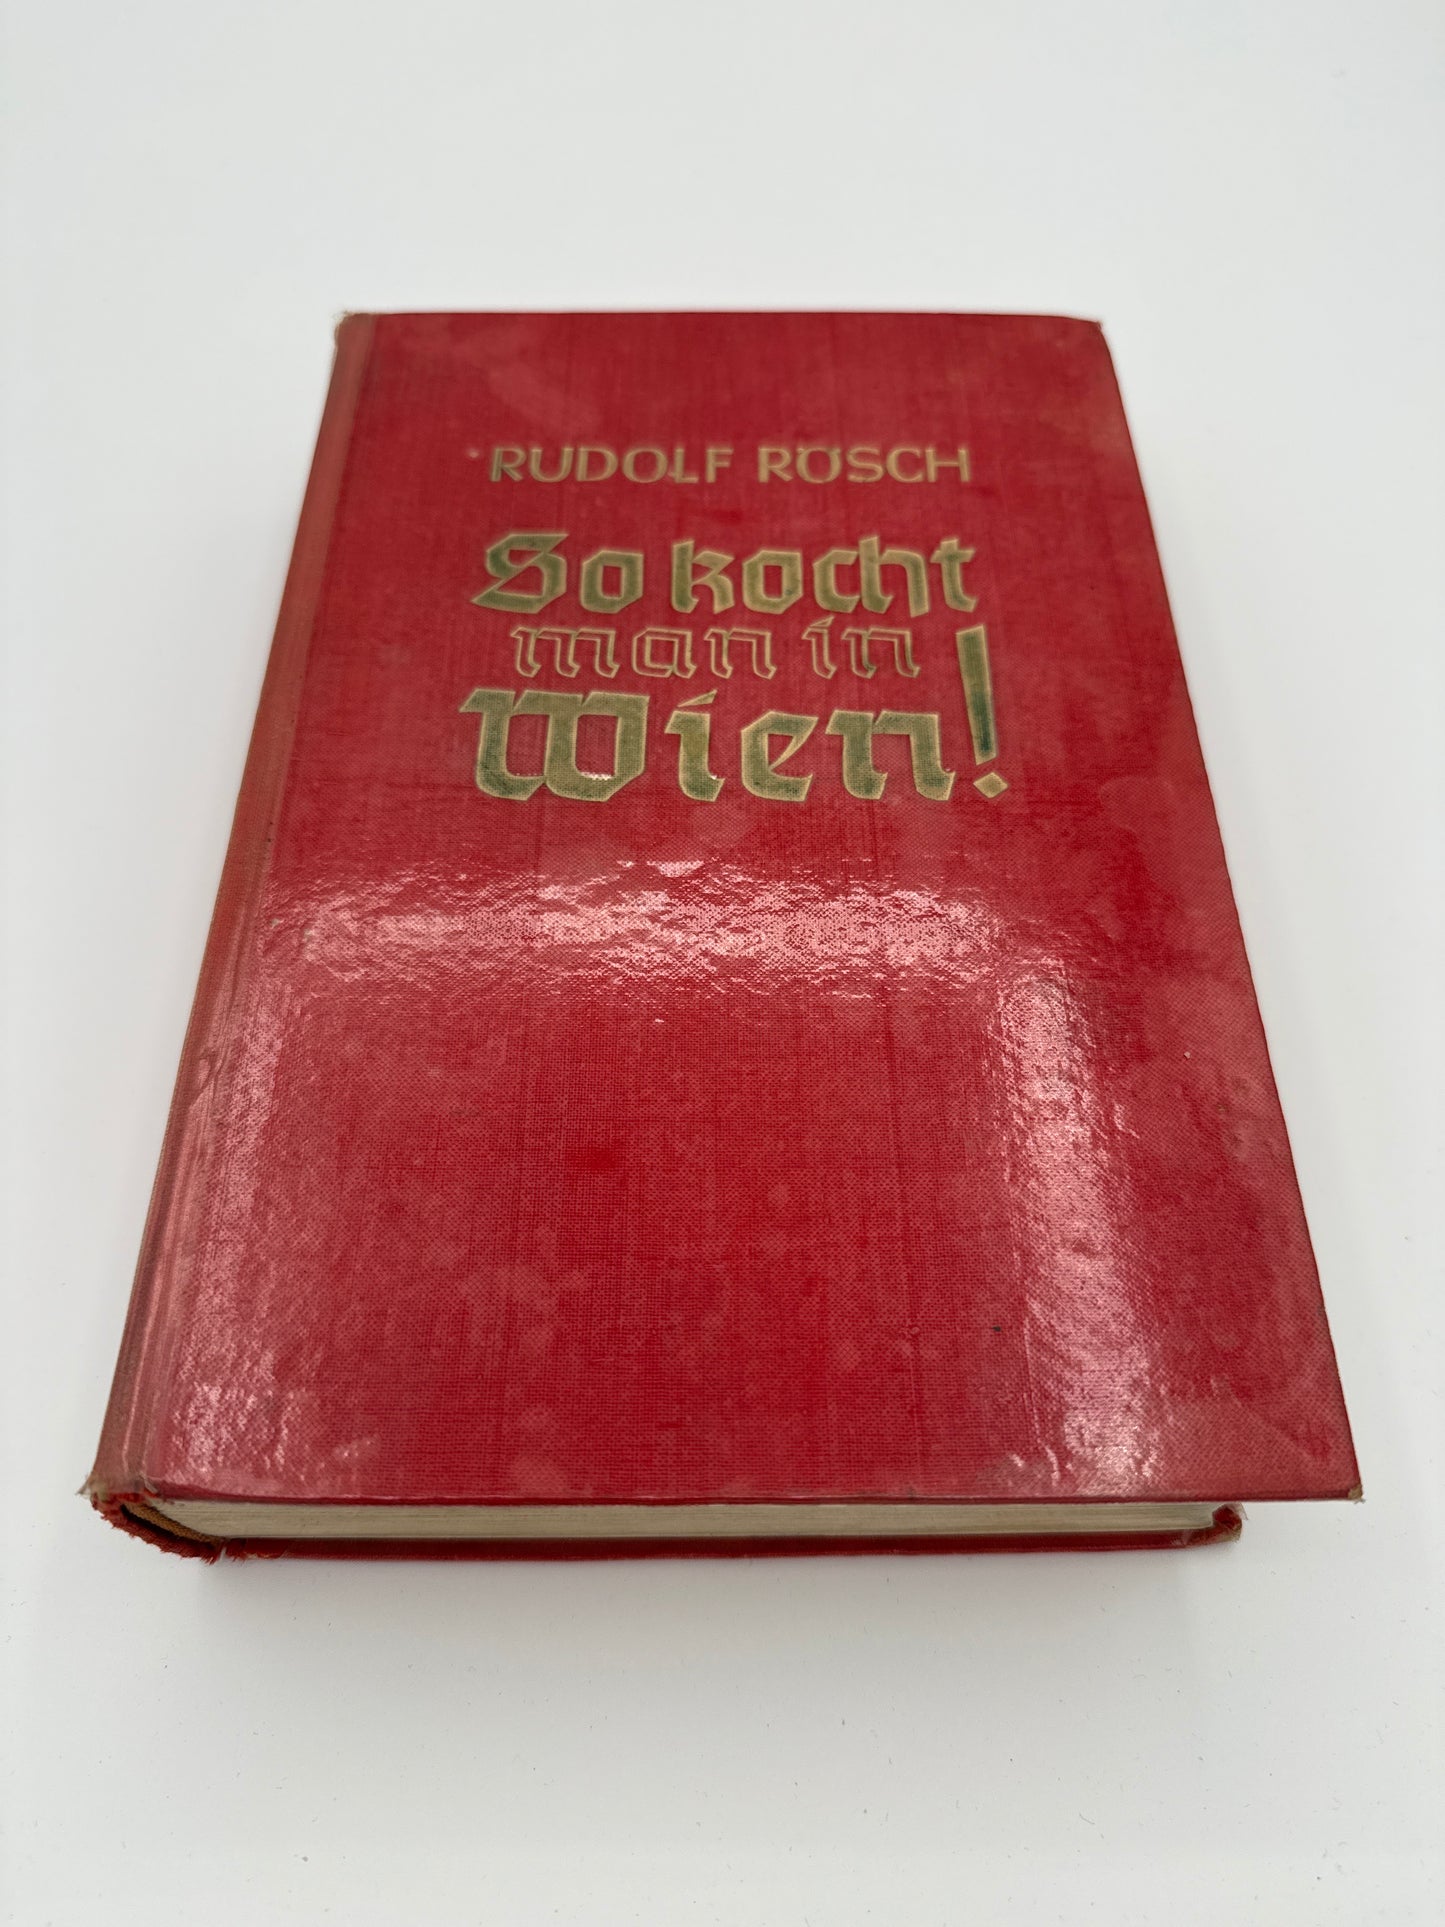 RUDOLF RÖSCH
So kocht
man in
Wien!